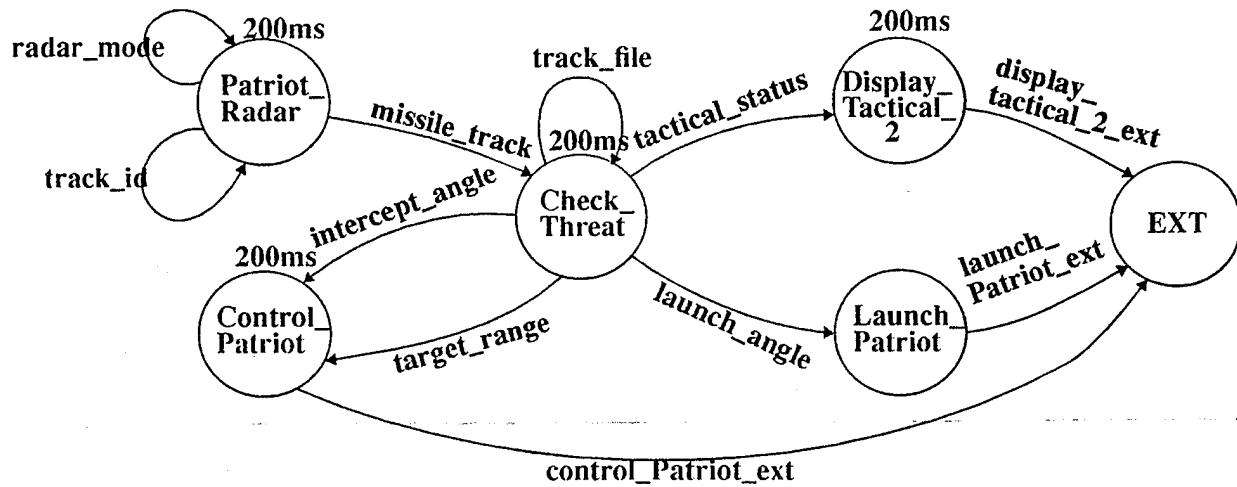 200ms
radar_mode
Patriot_
Radar
track_id
missile_track
track_file
200ms
Check_
Threat
tactical_status
200ms
Display_
Tactical_
2
display_
tactical_2_ext
EXT
intercept_angle
200ms
Control_
Patriot
target_range
launch_angle
Launch_
Patriot
launch_
Patriot_ext
control_Patriot_ext